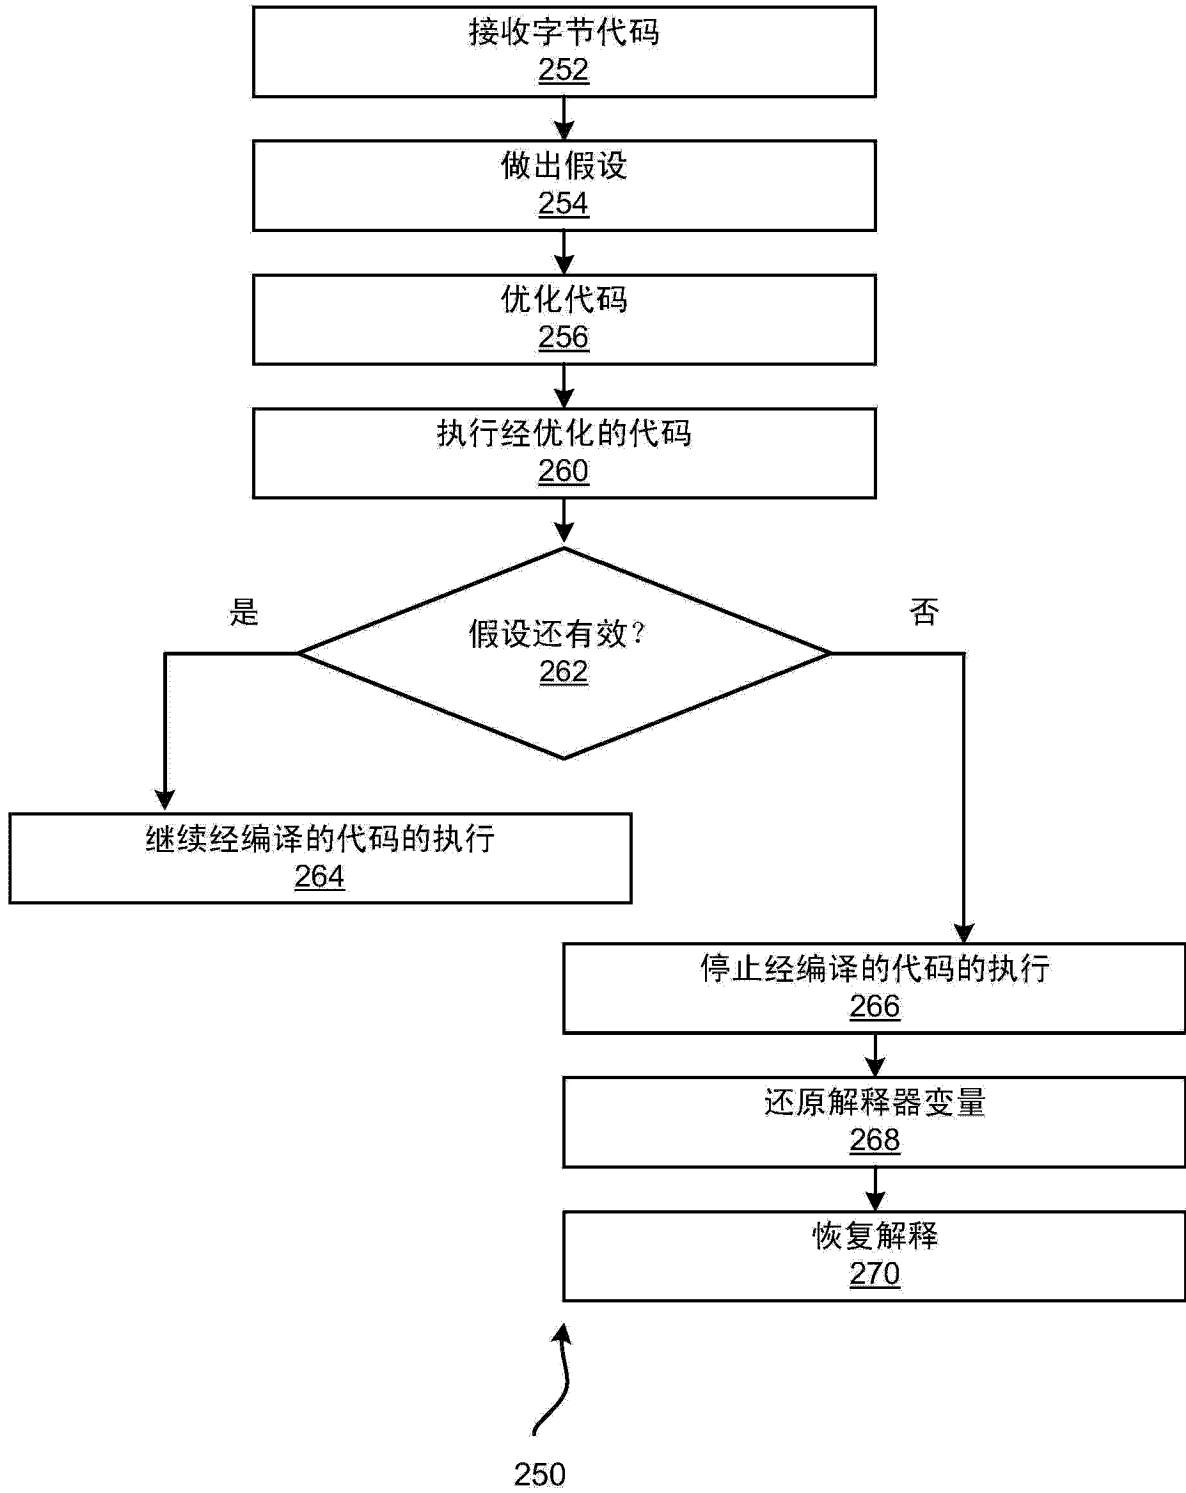 接收字节代码
252
做出假设
254
优化代码
256
执行经优化的代码
260
是
否
假设还有效?
262
继续经编译的代码的执行
264
停止经编译的代码的执行
266
还原解释器变量
268
恢复解释
270
250